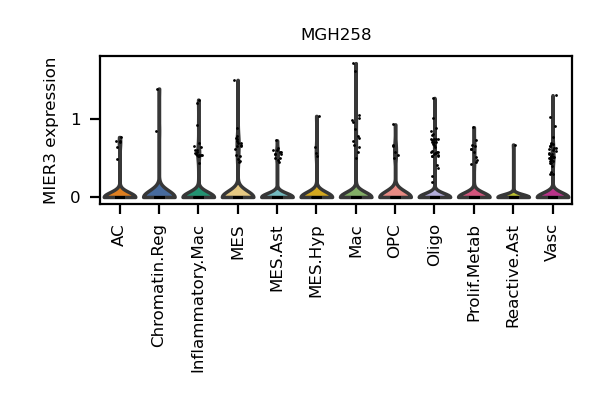 MGH258
MIER3 expression
1
0
AC
Chromatin.Reg
Inflammatory.Mac
MES
MES.Ast
MES.Hyp
Mac
OPC
Oligo
Prolif.Metab
Reactive.Ast
Vasc